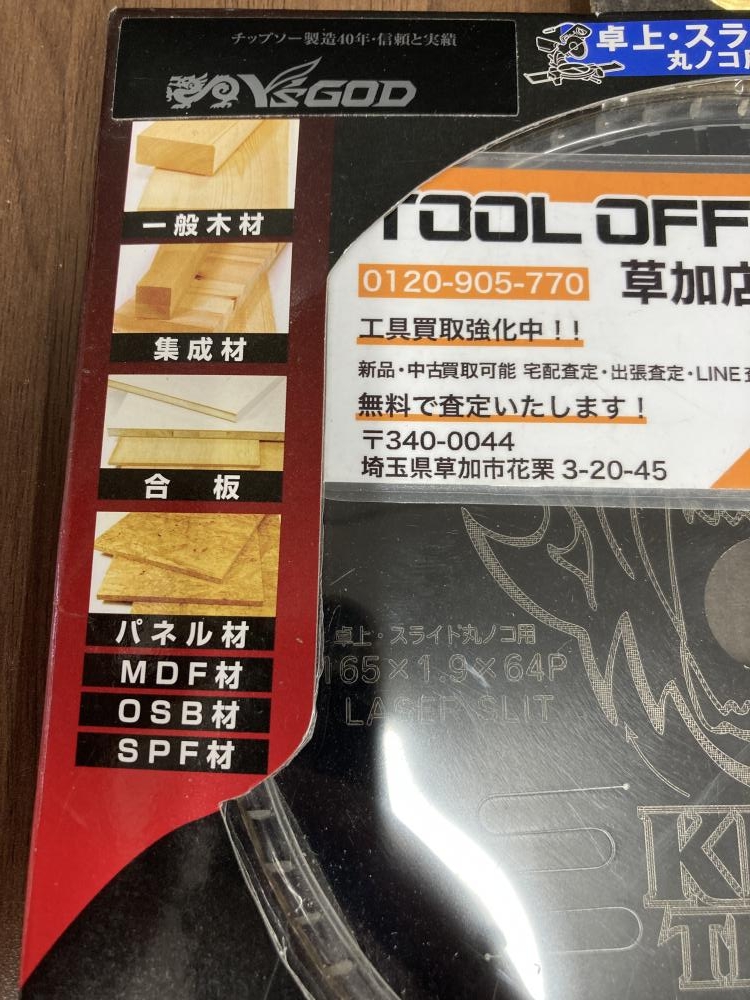 チップソー製造40年・信頼と実績
Y'sGOD
卓上・スラ
丸ノコ
一般木材
集成材
合板
パネル材
MDF材
OSB材
SPF材
TOOL OFF
0120-905-770
草加店
工具買取強化中!!
新品・中古買取可能 宅配査定・出張査定・LINE
無料で査定いたします!
〒340-0044
埼玉県草加市花栗 3-20-45
卓上・スライド丸ノコ用
165×1.9×64P
LASER SLIT